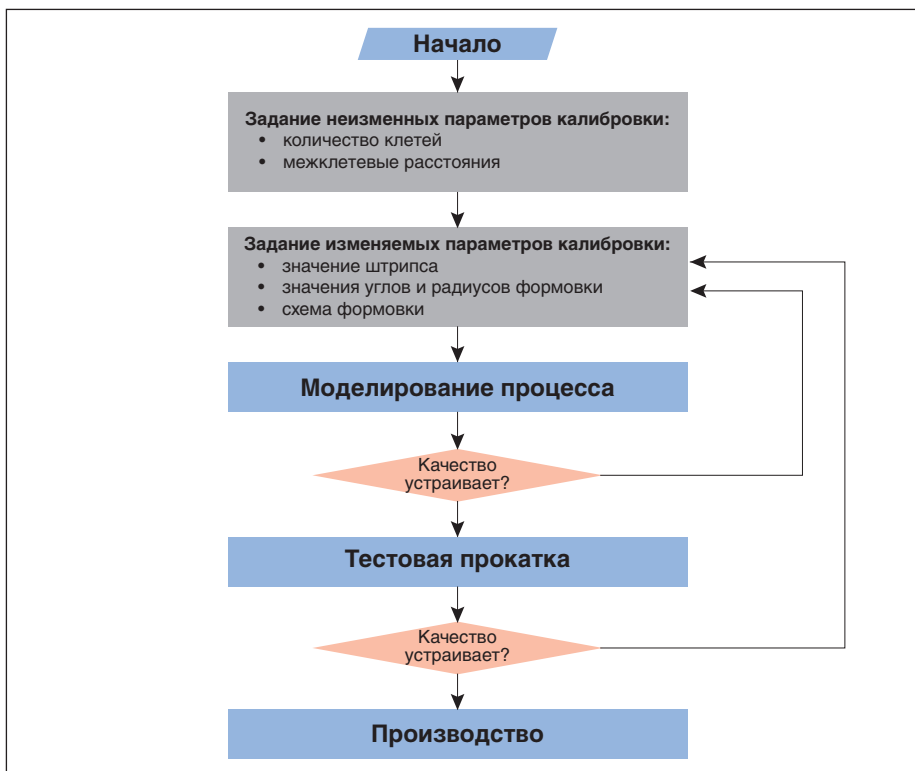 Начало
Задание неизменных параметров калибровки:
• количество клетей
• межклетевые расстояния
Задание изменяемых параметров калибровки:
• значение штрипса
• значения углов и радиусов формовки
• схема формовки
Моделирование процесса
Качество
устраивает?
Тестовая прокатка
Качество
устраивает?
Производство